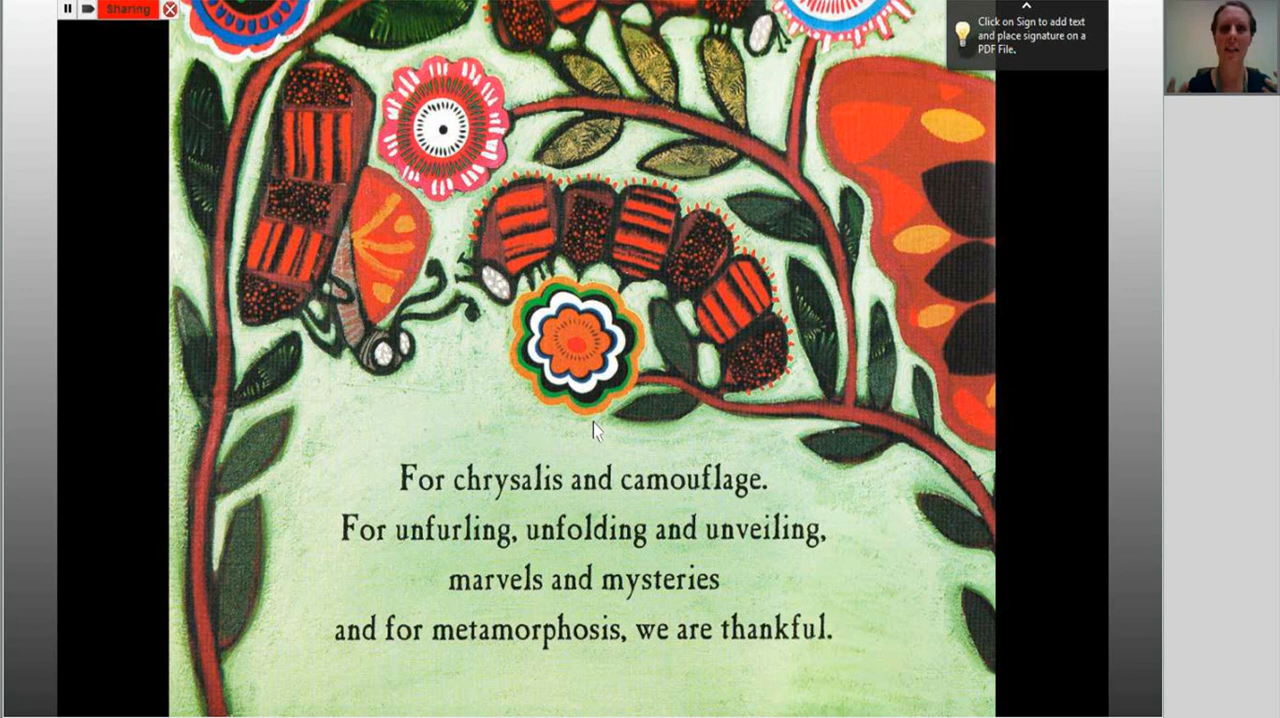 Sharing
Click on Sign to add text
and place signature on a
PDF File.
For chrysalis and camouflage.
For unfurling, unfolding and unveiling,
marvels and mysteries
and for metamorphosis, we are thankful.